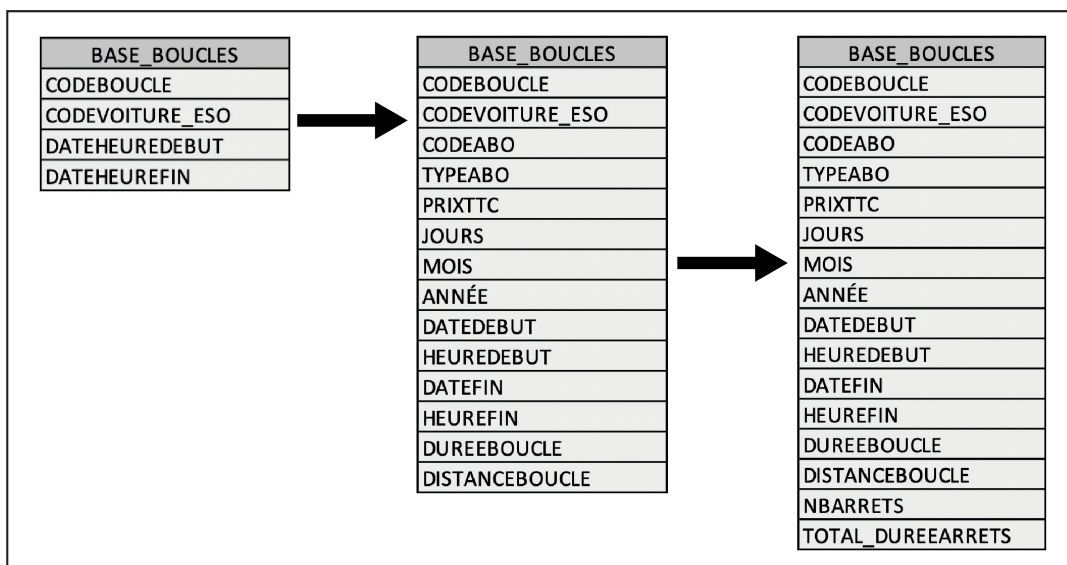 BASE_BOUCLES
CODEBOUCLE
CODEVOITURE_ESO
DATEHEUREDEBUT
DATEHEUREFIN
BASE_BOUCLES
CODEBOUCLE
CODEVOITURE_ESO
CODEABO
TYPEABO
PRIXTTC
JOURS
MOIS
ANNÉE
DATEDEBUT
HEUREDEBUT
DATEFIN
HEUREFIN
DUREEBOUCLE
DISTANCEBOUCLE
BASE_BOUCLES
CODEBOUCLE
CODEVOITURE_ESO
CODEABO
TYPEABO
PRIXTTC
JOURS
MOIS
ANNÉE
DATEDEBUT
HEUREDEBUT
DATEFIN
HEUREFIN
DUREEBOUCLE
DISTANCEBOUCLE
NBARRETS
TOTAL_DUREEARRETS